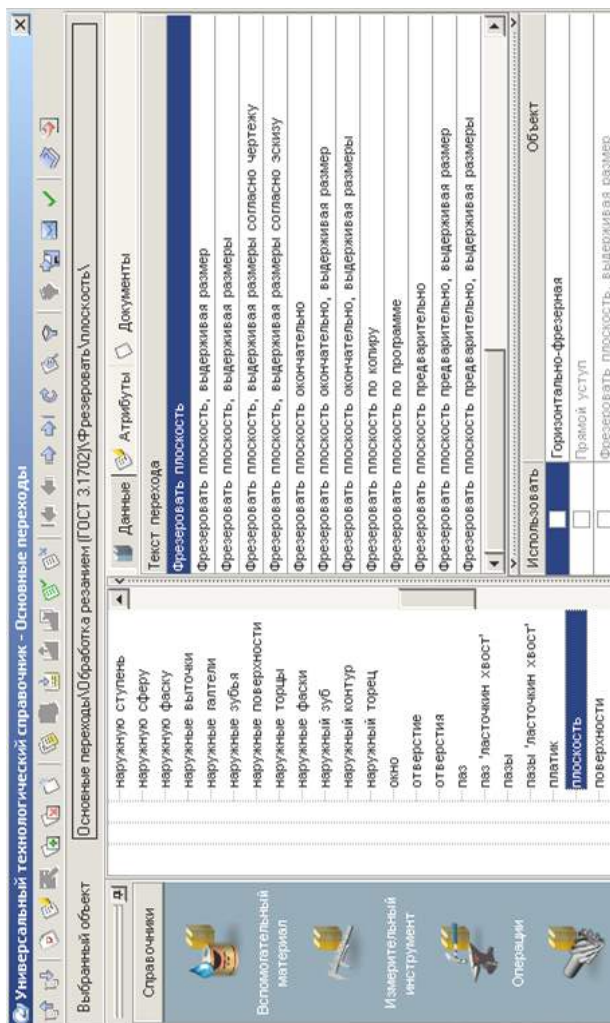 Универсальный технологический справочник - Основные переходы
Выбранный объект
Основные переходы\Обработка резанием (ГОСТ 3.1702)\Фрезеровать\плоскость\
Справочники
Вспомогательный
материал
Измерительный
инструмент
Операции
наружную ступень
наружную сферу
наружную фаску
наружные выточки
наружные галтели
наружные зубья
наружные поверхности
наружные торцы
наружные фаски
наружный зуб
наружный контур
наружный торец
окно
отверстие
отверстия
паз
паз 'ласточкин хвост'
пазы
пазы 'ласточкин хвост'
платик
плоскость
поверхности
Данные
Атрибуты
Документы
Текст перехода
Фрезеровать плоскость
Фрезеровать плоскость, выдерживая размер
Фрезеровать плоскость, выдерживая размеры
Фрезеровать плоскость, выдерживая размеры согласно чертежу
Фрезеровать плоскость, выдерживая размеры согласно эскизу
Фрезеровать плоскость окончательно
Фрезеровать плоскость окончательно, выдерживая размер
Фрезеровать плоскость окончательно, выдерживая размеры
Фрезеровать плоскость по копиру
Фрезеровать плоскость по программе
Фрезеровать плоскость предварительно
Фрезеровать плоскость предварительно, выдерживая размер
Фрезеровать плоскость предварительно, выдерживая размеры
Использовать Объект
Горизонтально-фрезерная
Прямой уступ
Фрезеровать плоскость, выдерживая размер